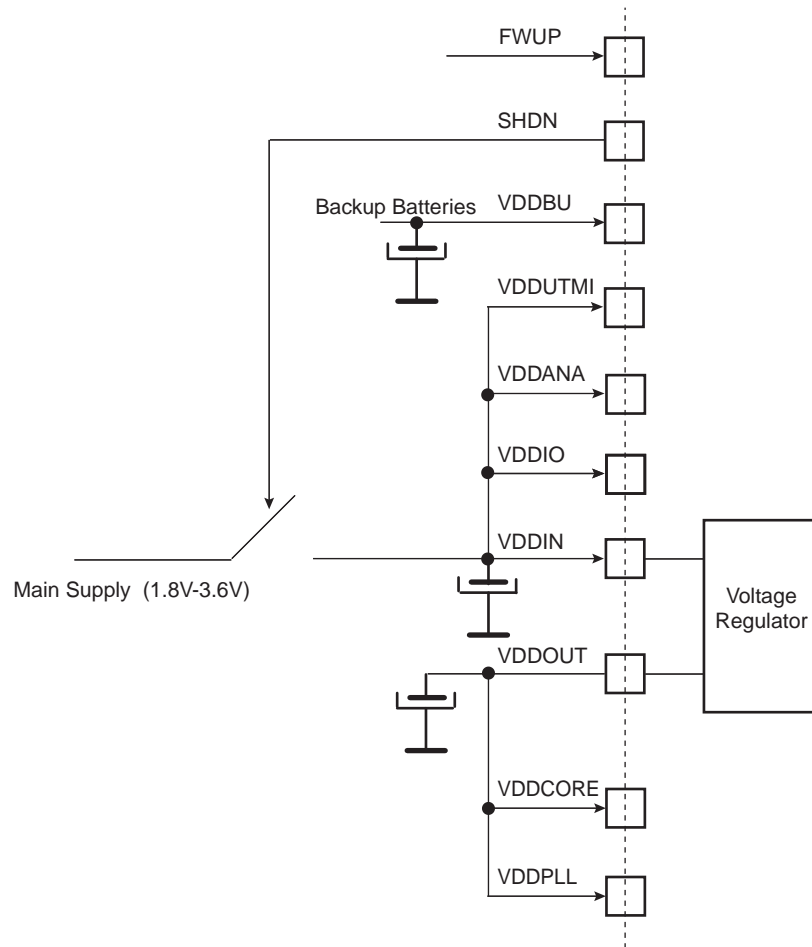 FWUP
SHDN
Backup Batteries
VDDBU
VDDUTMI
VDDANA
VDDIO
VDDIN
Main Supply (1.8V-3.6V)
Voltage
Regulator
VDDOUT
VDDCORE
VDDPLL